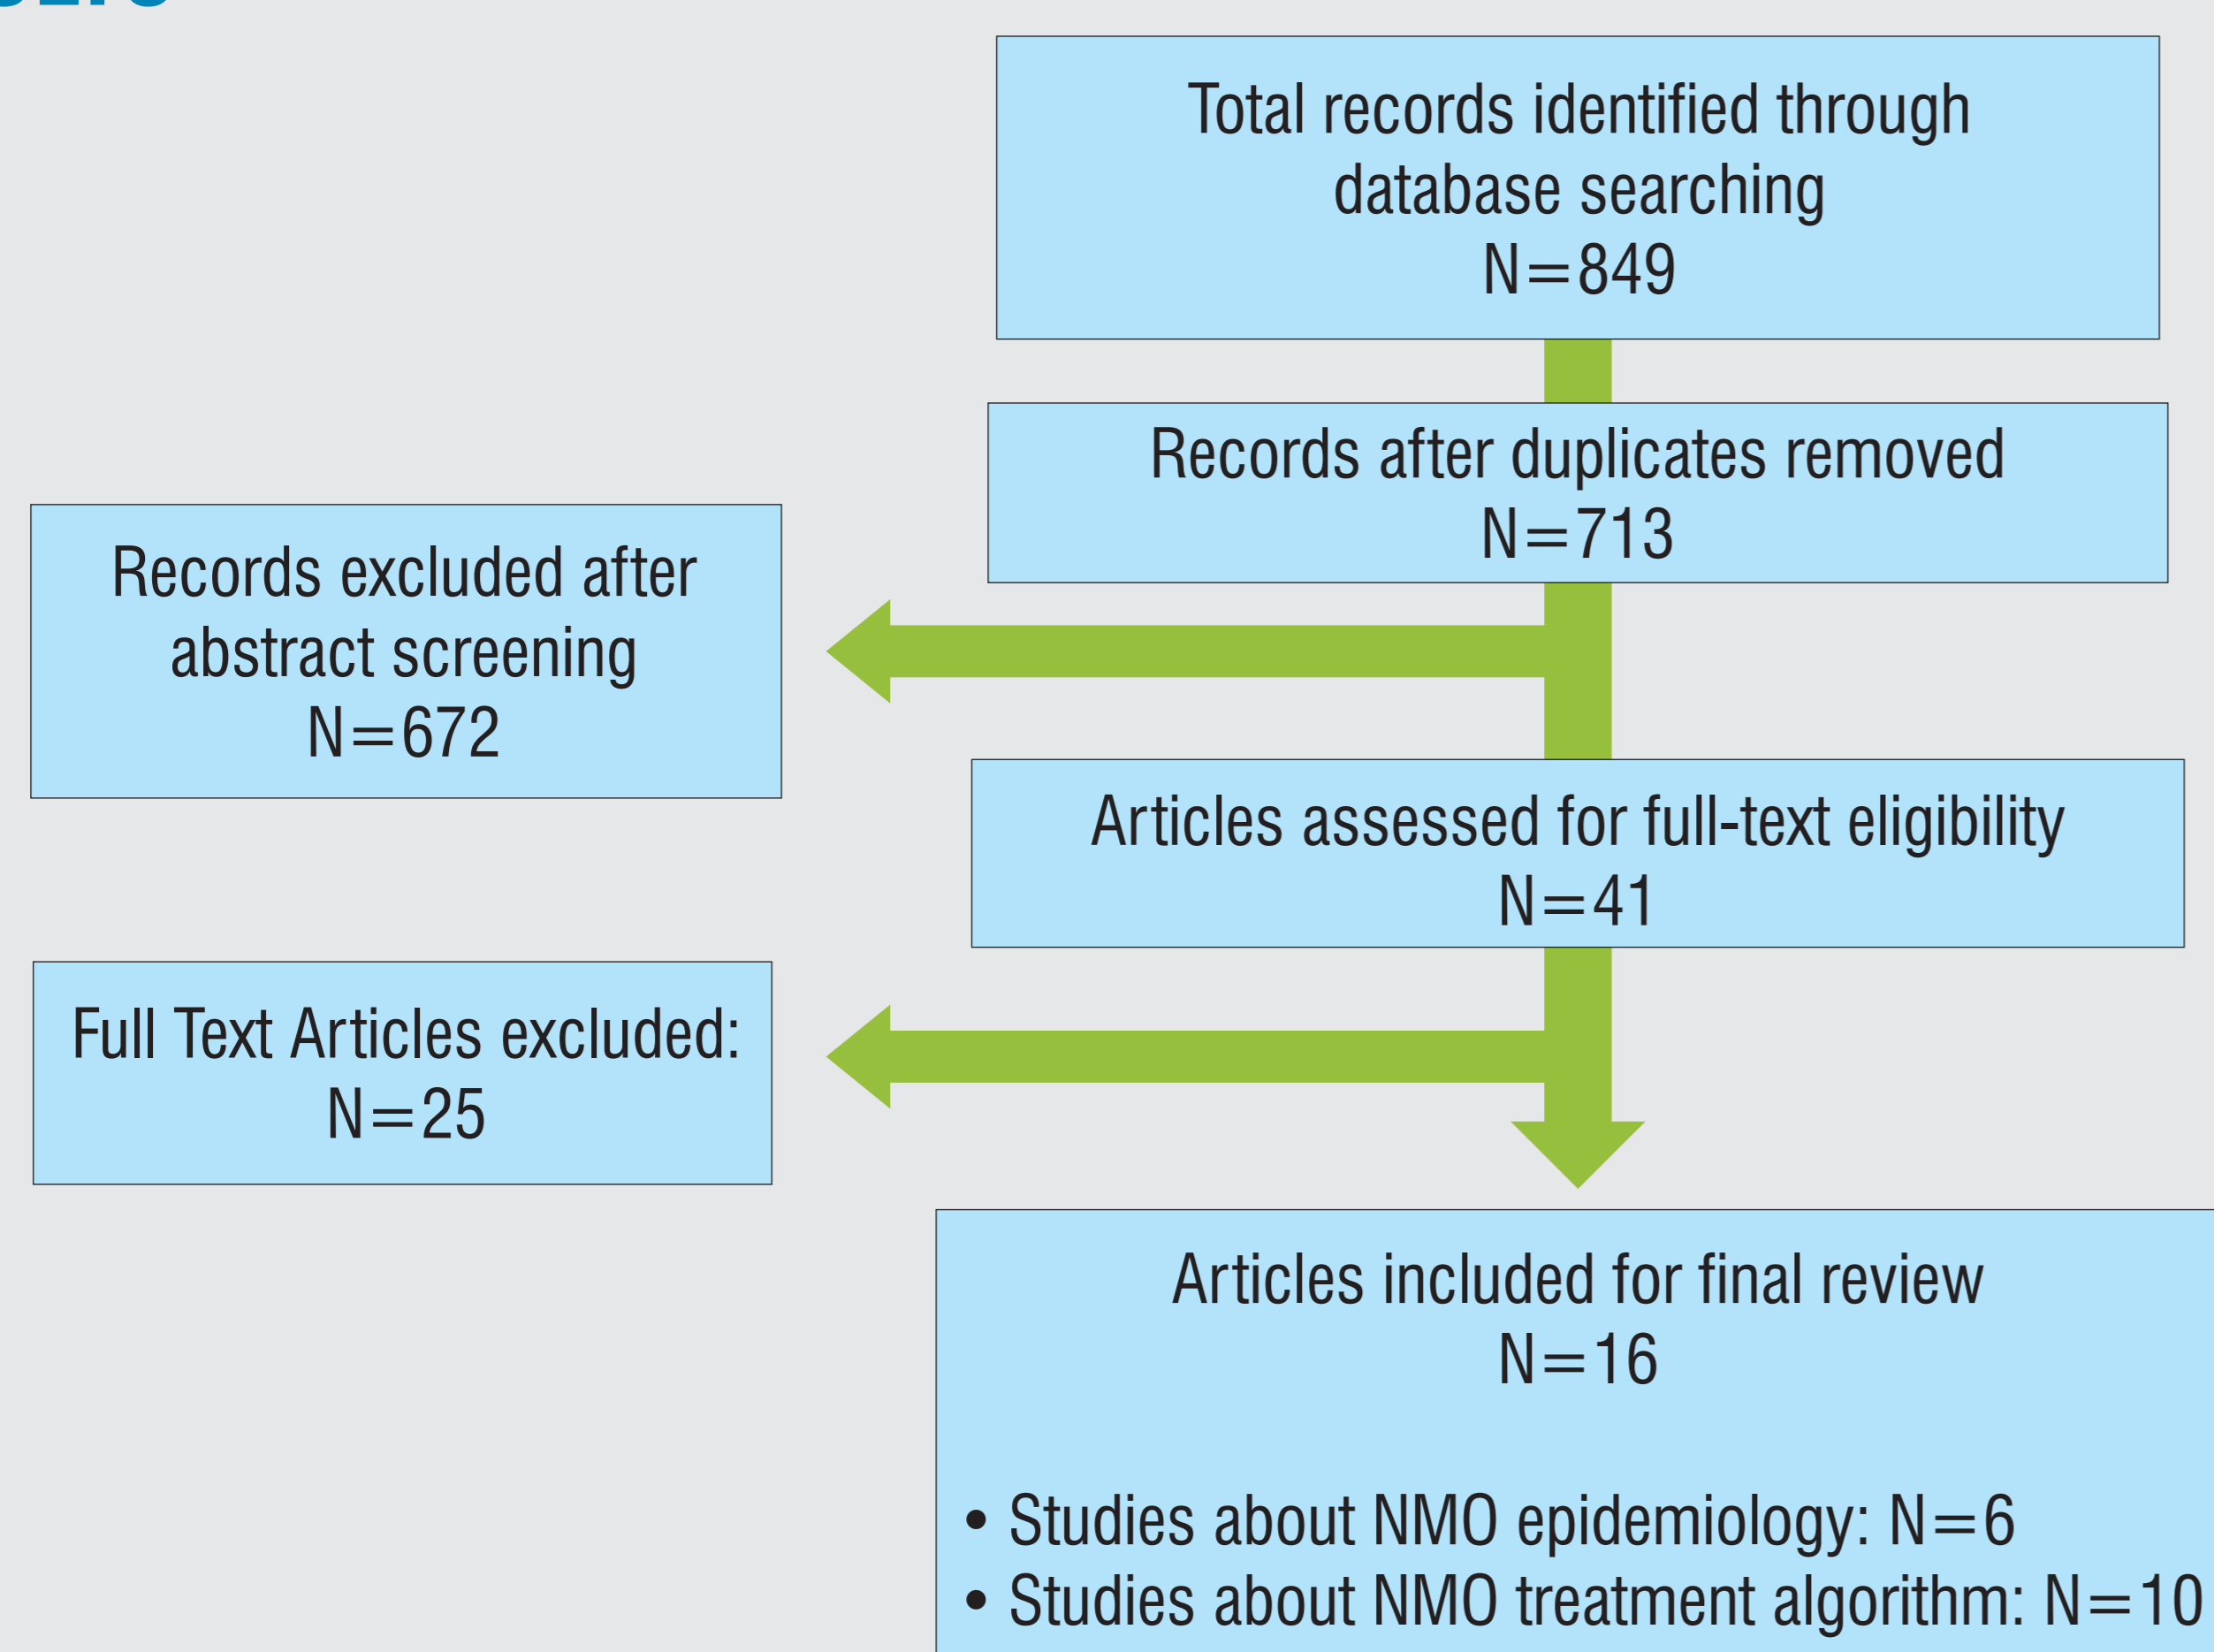 Total records identified through
database searching
N=849
Records after duplicates removed
N=713
Records excluded after
abstract screening
N=672
Articles assessed for full-text eligibility
N=41
Full Text Articles excluded:
N=25
Articles included for final review
N=16
• Studies about NMO epidemiology: N=6
• Studies about NMO treatment algorithm: N=10